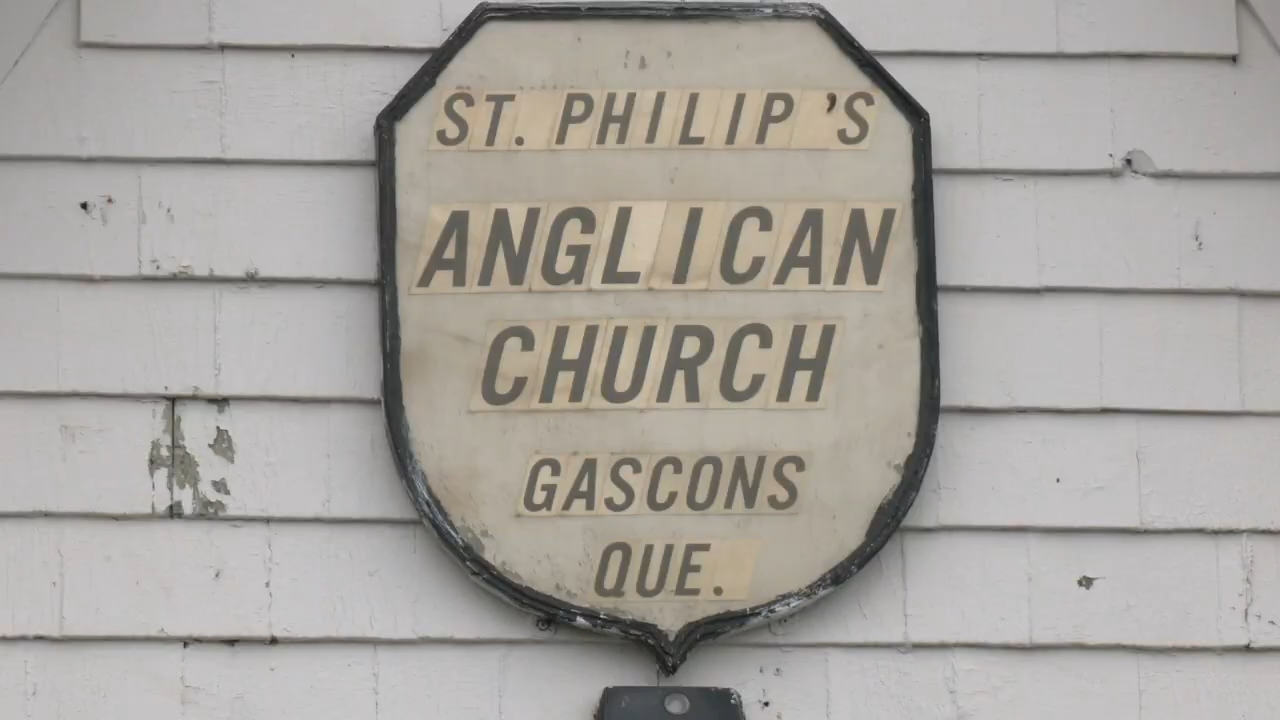 ST. PHILIP'S
ANGLICAN
CHURCH
GASCONS
QUE.